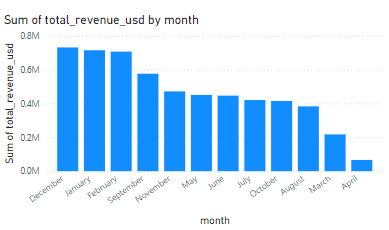 Sum of total_revenue_usd by month
Sum of total_revenue_usd
0.8M
0.6M
0.4M
0.2M
0.0M
December
January
February
September
November
May
June
July
October
August
March
April
month